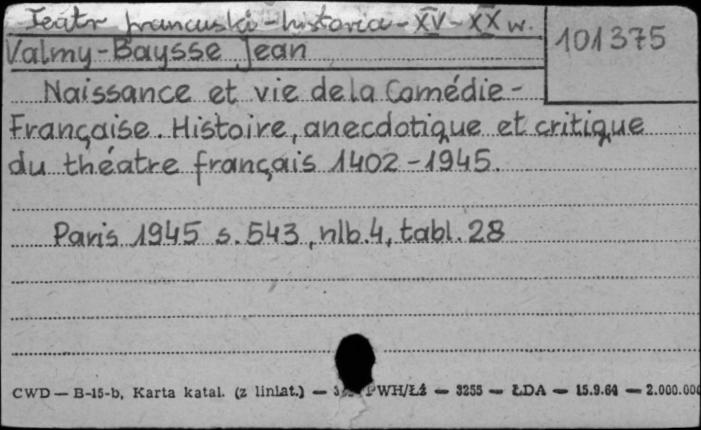 Teatr francuski - historia - XV - XX w.
101375
Valmy-Baysse Jean
Naissance et vie de la Comédie-
Française. Histoire, anecdotique et critique
du théatre français 1402-1945.
Paris 1945 s. 543, nlb. 4, tabl. 28
CWD — B-15-b, Karta katal. (z liniat.) — PWH/Łź — 3255 — ŁDA — 15.9.64 — 2.000.000